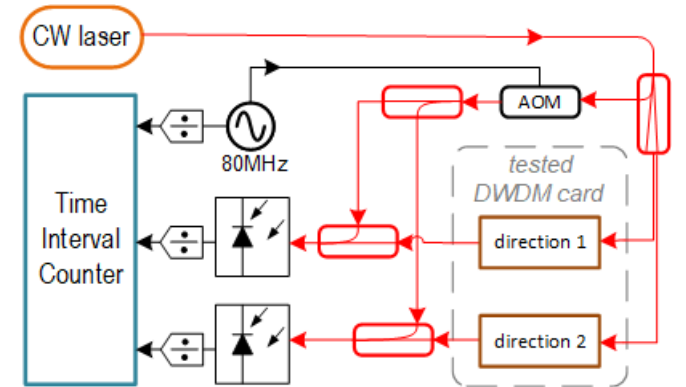 CW laser
AOM
÷
80MHz
tested
DWDM card
Time
Interval
Counter
÷
direction 1
÷
direction 2